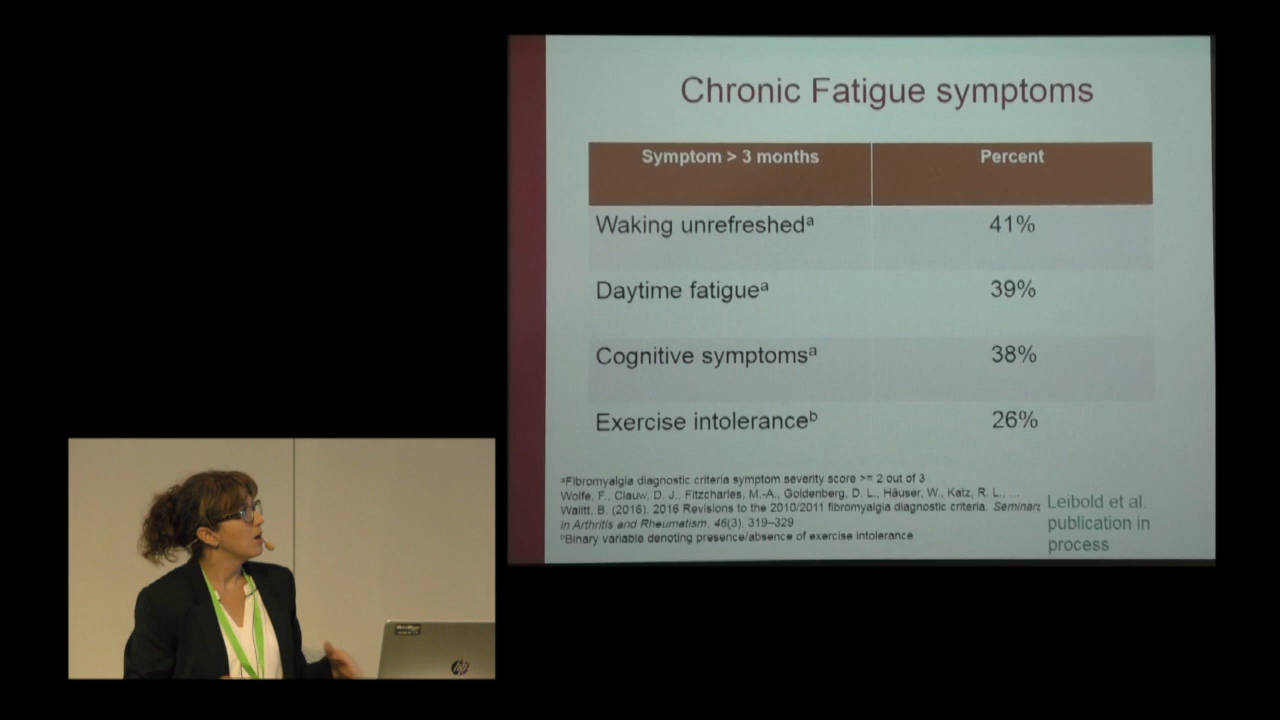 Chronic Fatigue symptoms
Symptom > 3 months Percent
Waking unrefreshedᵃ 41%
Daytime fatigueᵃ 39%
Cognitive symptomsᵃ 38%
Exercise intoleranceᵇ 26%
ᵃFibromyalgia diagnostic criteria symptom severity score >= 2 out of 3
Wolfe, F., Clauw, D. J., Fitzcharles, M.-A., Goldenberg, D. L., Häuser, W., Katz, R. L., ...
Walitt, B. (2016). 2016 Revisions to the 2010/2011 fibromyalgia diagnostic criteria. Seminars
in Arthritis and Rheumatism, 46(3), 319–329
ᵇBinary variable denoting presence/absence of exercise intolerance
Leibold et al.
publication in
process
hp